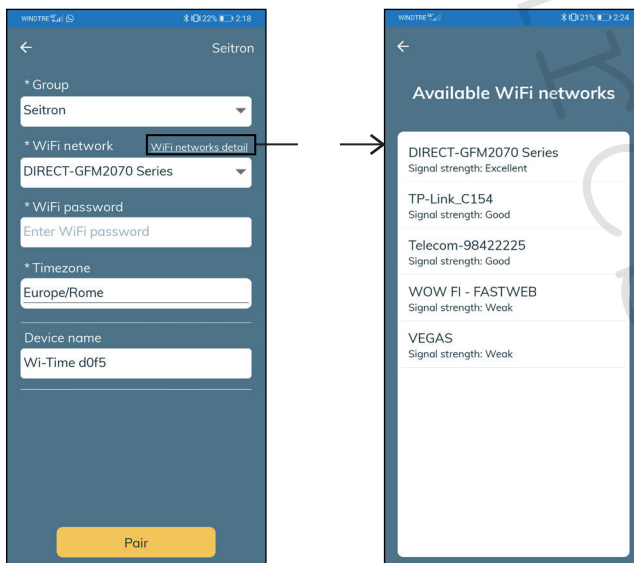 WINDTRE 22% 2:18
Seitron
* Group
Seitron
* WiFi network WiFi networks detail
DIRECT-GFM2070 Series
* WiFi password
Enter WiFi password
* Timezone
Europe/Rome
Device name
Wi-Time d0f5
Pair
WINDTRE 21% 2:24
Available WiFi networks
DIRECT-GFM2070 Series
Signal strength: Excellent
TP-Link_C154
Signal strength: Good
Telecom-98422225
Signal strength: Good
WOW FI - FASTWEB
Signal strength: Weak
VEGAS
Signal strength: Weak